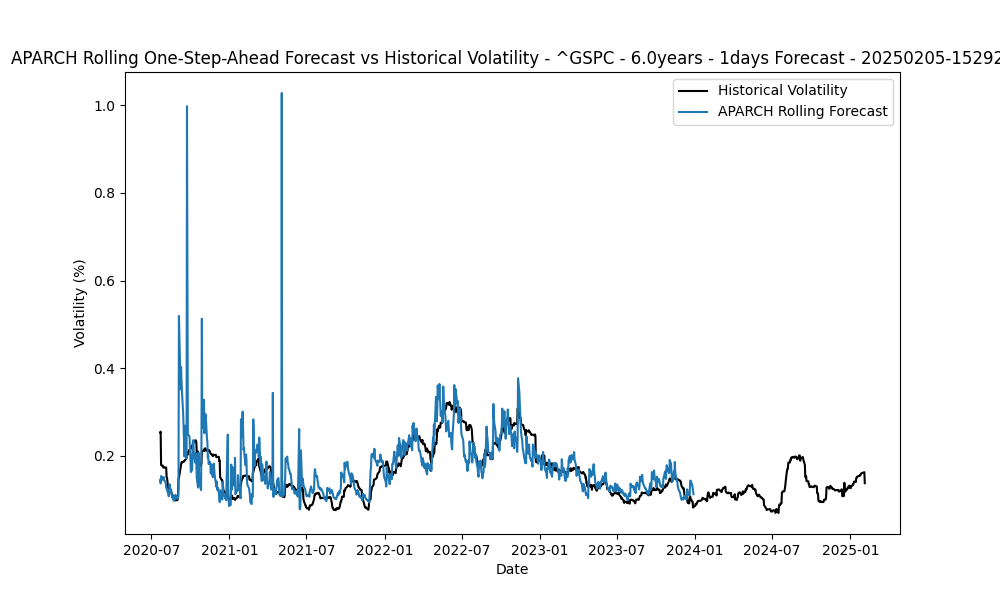 APARCH Rolling One-Step-Ahead Forecast vs Historical Volatility - ^GSPC - 6.0years - 1days Forecast - 20250205-15292
Historical Volatility
APARCH Rolling Forecast
Volatility (%)
1.0
0.8
0.6
0.4
0.2
2020-07 2021-01 2021-07 2022-01 2022-07 2023-01 2023-07 2024-01 2024-07 2025-01
Date